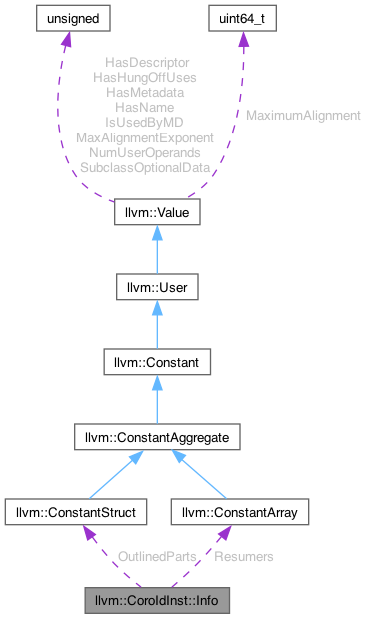 unsigned
uint64_t
HasDescriptor
HasHungOffUses
HasMetadata
HasName
IsUsedByMD
MaxAlignmentExponent
NumUserOperands
SubclassOptionalData
MaximumAlignment
llvm::Value
llvm::User
llvm::Constant
llvm::ConstantAggregate
llvm::ConstantStruct
llvm::ConstantArray
OutlinedParts
Resumers
llvm::CoroIdInst::Info